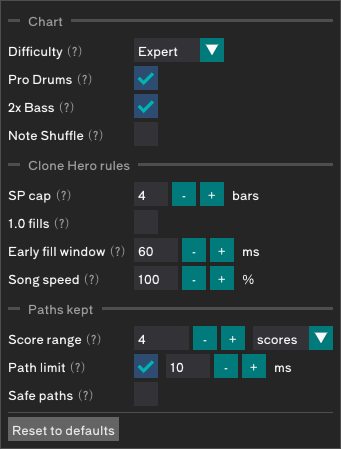 Chart
Difficulty (?) Expert
Pro Drums (?)
2x Bass (?)
Note Shuffle (?)
Clone Hero rules
SP cap (?) 4 - + bars
1.0 fills (?)
Early fill window (?) 60 - + ms
Song speed (?) 100 - + %
Paths kept
Score range (?) 4 - + scores
Path limit (?) 10 - + ms
Safe paths (?)
Reset to defaults